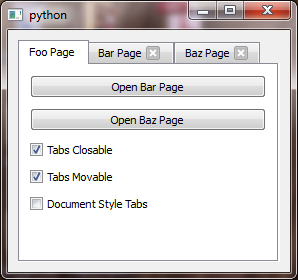 python
Foo Page Bar Page Baz Page
Open Bar Page
Open Baz Page
Tabs Closable
Tabs Movable
Document Style Tabs